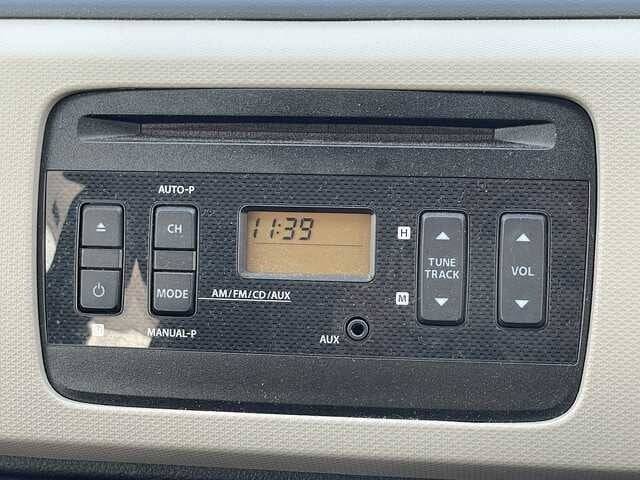 AUTO-P
CH
MODE
MANUAL-P
AM/FM/CD/AUX
11:39
AUX
H
M
TUNE
TRACK
VOL